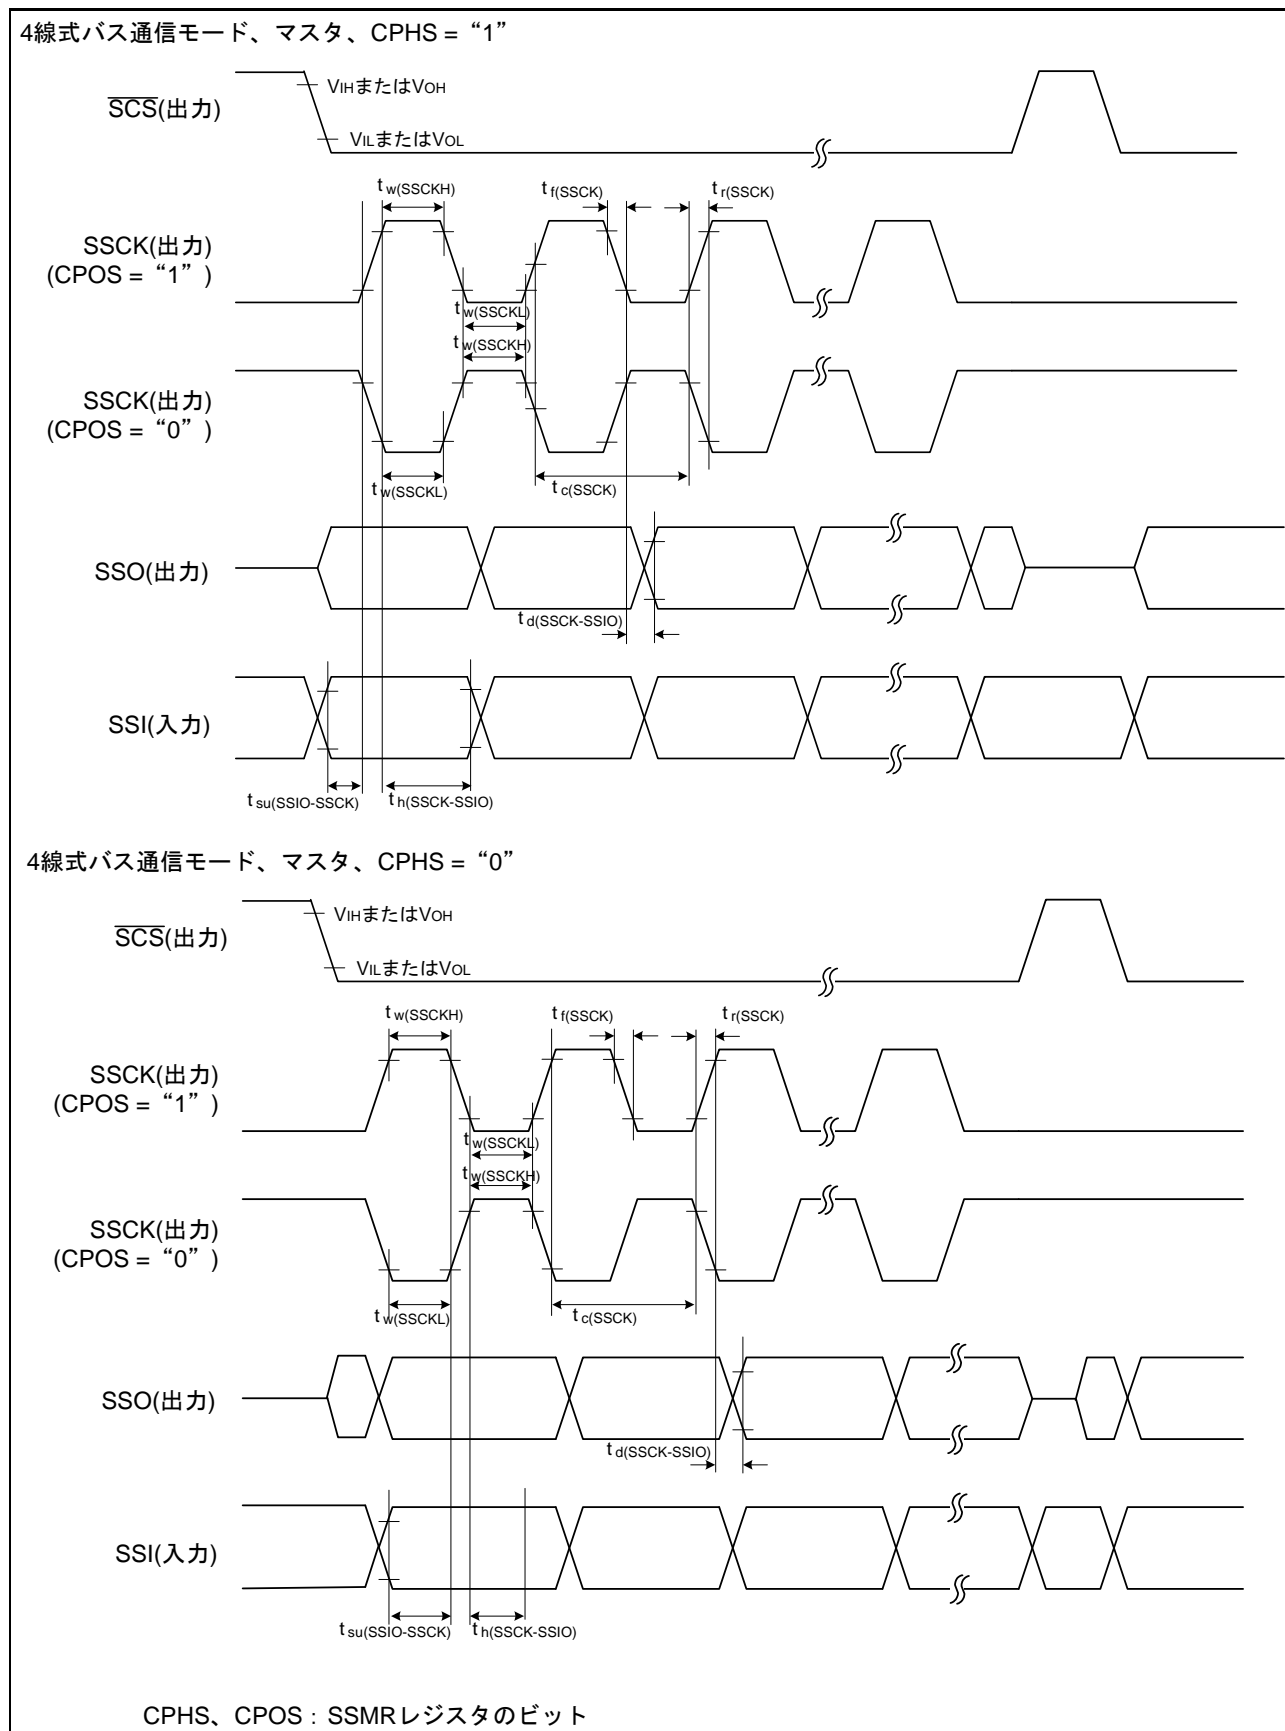 4線式バス通信モード、マスタ、CPHS = “1”
SCS(出力)
VIHまたはVOH
VILまたはVOL
tw(SSCKH)
tf(SSCK)
tr(SSCK)
SSCK(出力)
(CPOS = “1” )
tw(SSCKL)
tw(SSCKH)
SSCK(出力)
(CPOS = “0” )
tw(SSCKL)
tc(SSCK)
SSO(出力)
td(SSCK-SSIO)
SSI(入力)
tsu(SSIO-SSCK)
th(SSCK-SSIO)
4線式バス通信モード、マスタ、CPHS = “0”
SCS(出力)
VIHまたはVOH
VILまたはVOL
tw(SSCKH)
tf(SSCK)
tr(SSCK)
SSCK(出力)
(CPOS = “1” )
tw(SSCKL)
tw(SSCKH)
SSCK(出力)
(CPOS = “0” )
tw(SSCKL)
tc(SSCK)
SSO(出力)
td(SSCK-SSIO)
SSI(入力)
tsu(SSIO-SSCK)
th(SSCK-SSIO)
CPHS、CPOS : SSMRレジスタのビット